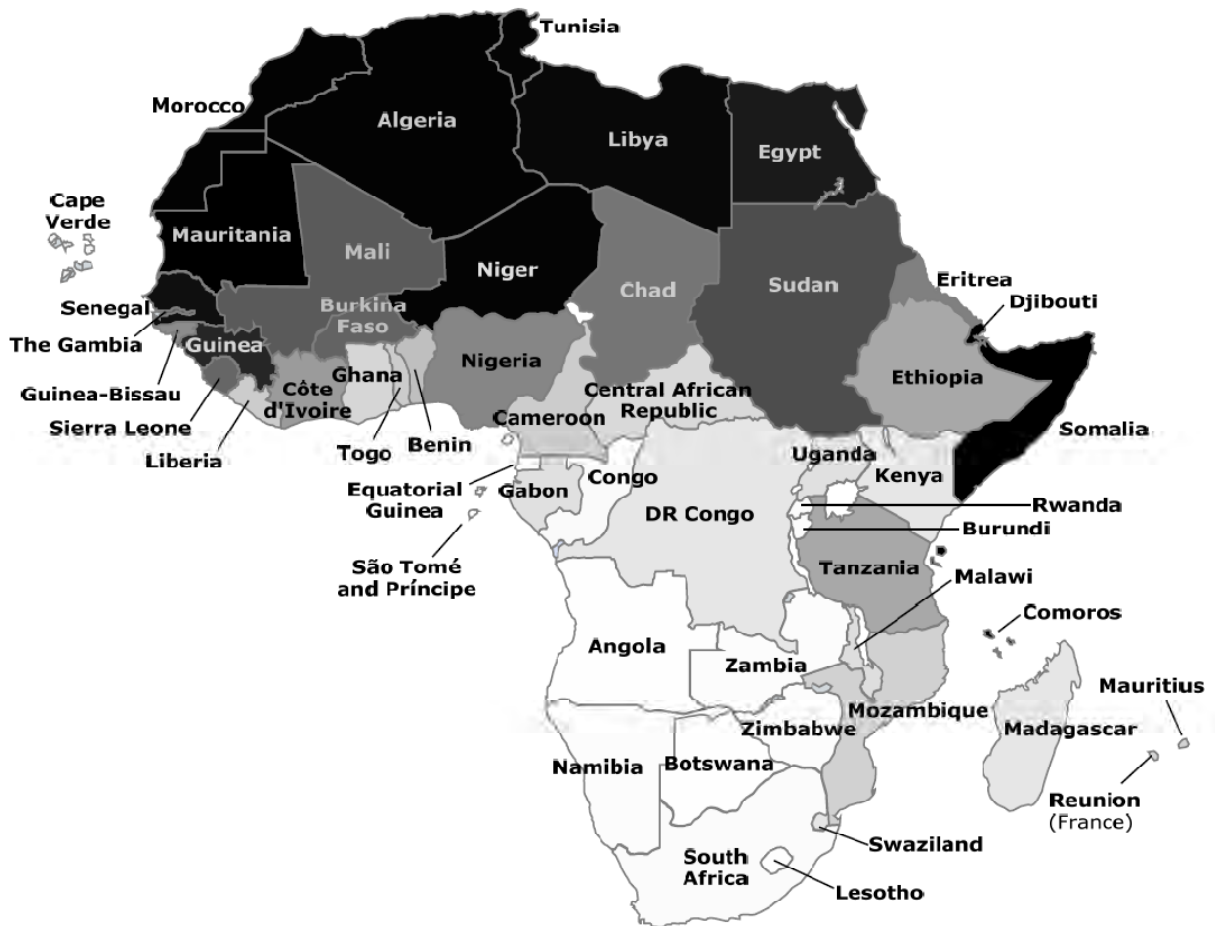 Tunisia
Morocco
Algeria
Libya
Egypt
Cape
Verde
Mauritania
Mali
Niger
Chad
Sudan
Eritrea
Djibouti
Senegal
Burkina
Faso
The Gambia
Guinea
Nigeria
Ghana
Ethiopia
Guinea-Bissau
Côte
d'Ivoire
Central African
Republic
Cameroon
Sierra Leone
Somalia
Liberia
Togo
Benin
Uganda
Kenya
Equatorial
Guinea
Gabon
Congo
DR Congo
Rwanda
Burundi
São Tomé
and Príncipe
Tanzania
Malawi
Comoros
Angola
Zambia
Mauritius
Mozambique
Madagascar
Zimbabwe
Namibia
Botswana
Reunion
(France)
Swaziland
South
Africa
Lesotho